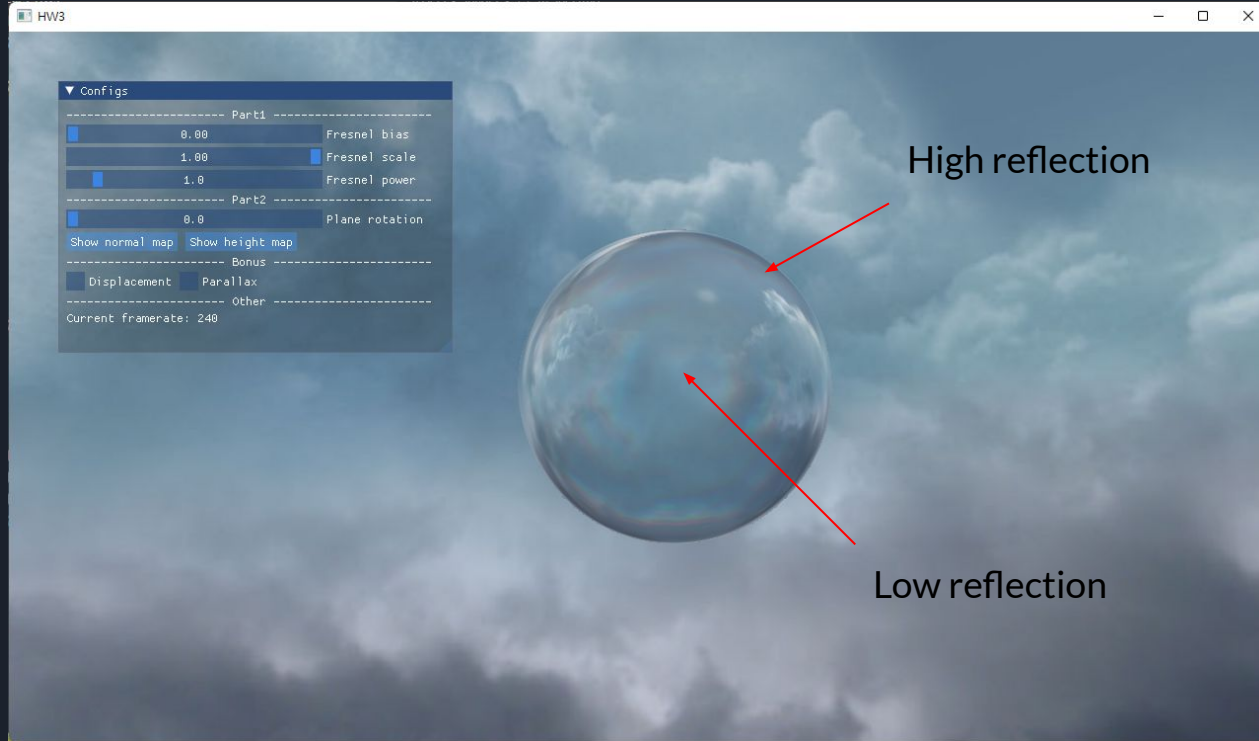 HW3
▼ Configs
---------------------- Part1 ----------------------
0.00 Fresnel bias
1.00 Fresnel scale
1.0 Fresnel power
---------------------- Part2 ----------------------
0.0 Plane rotation
Show normal map Show height map
---------------------- Bonus ----------------------
Displacement Parallax
---------------------- Other ----------------------
Current framerate: 240
High reflection
Low reflection